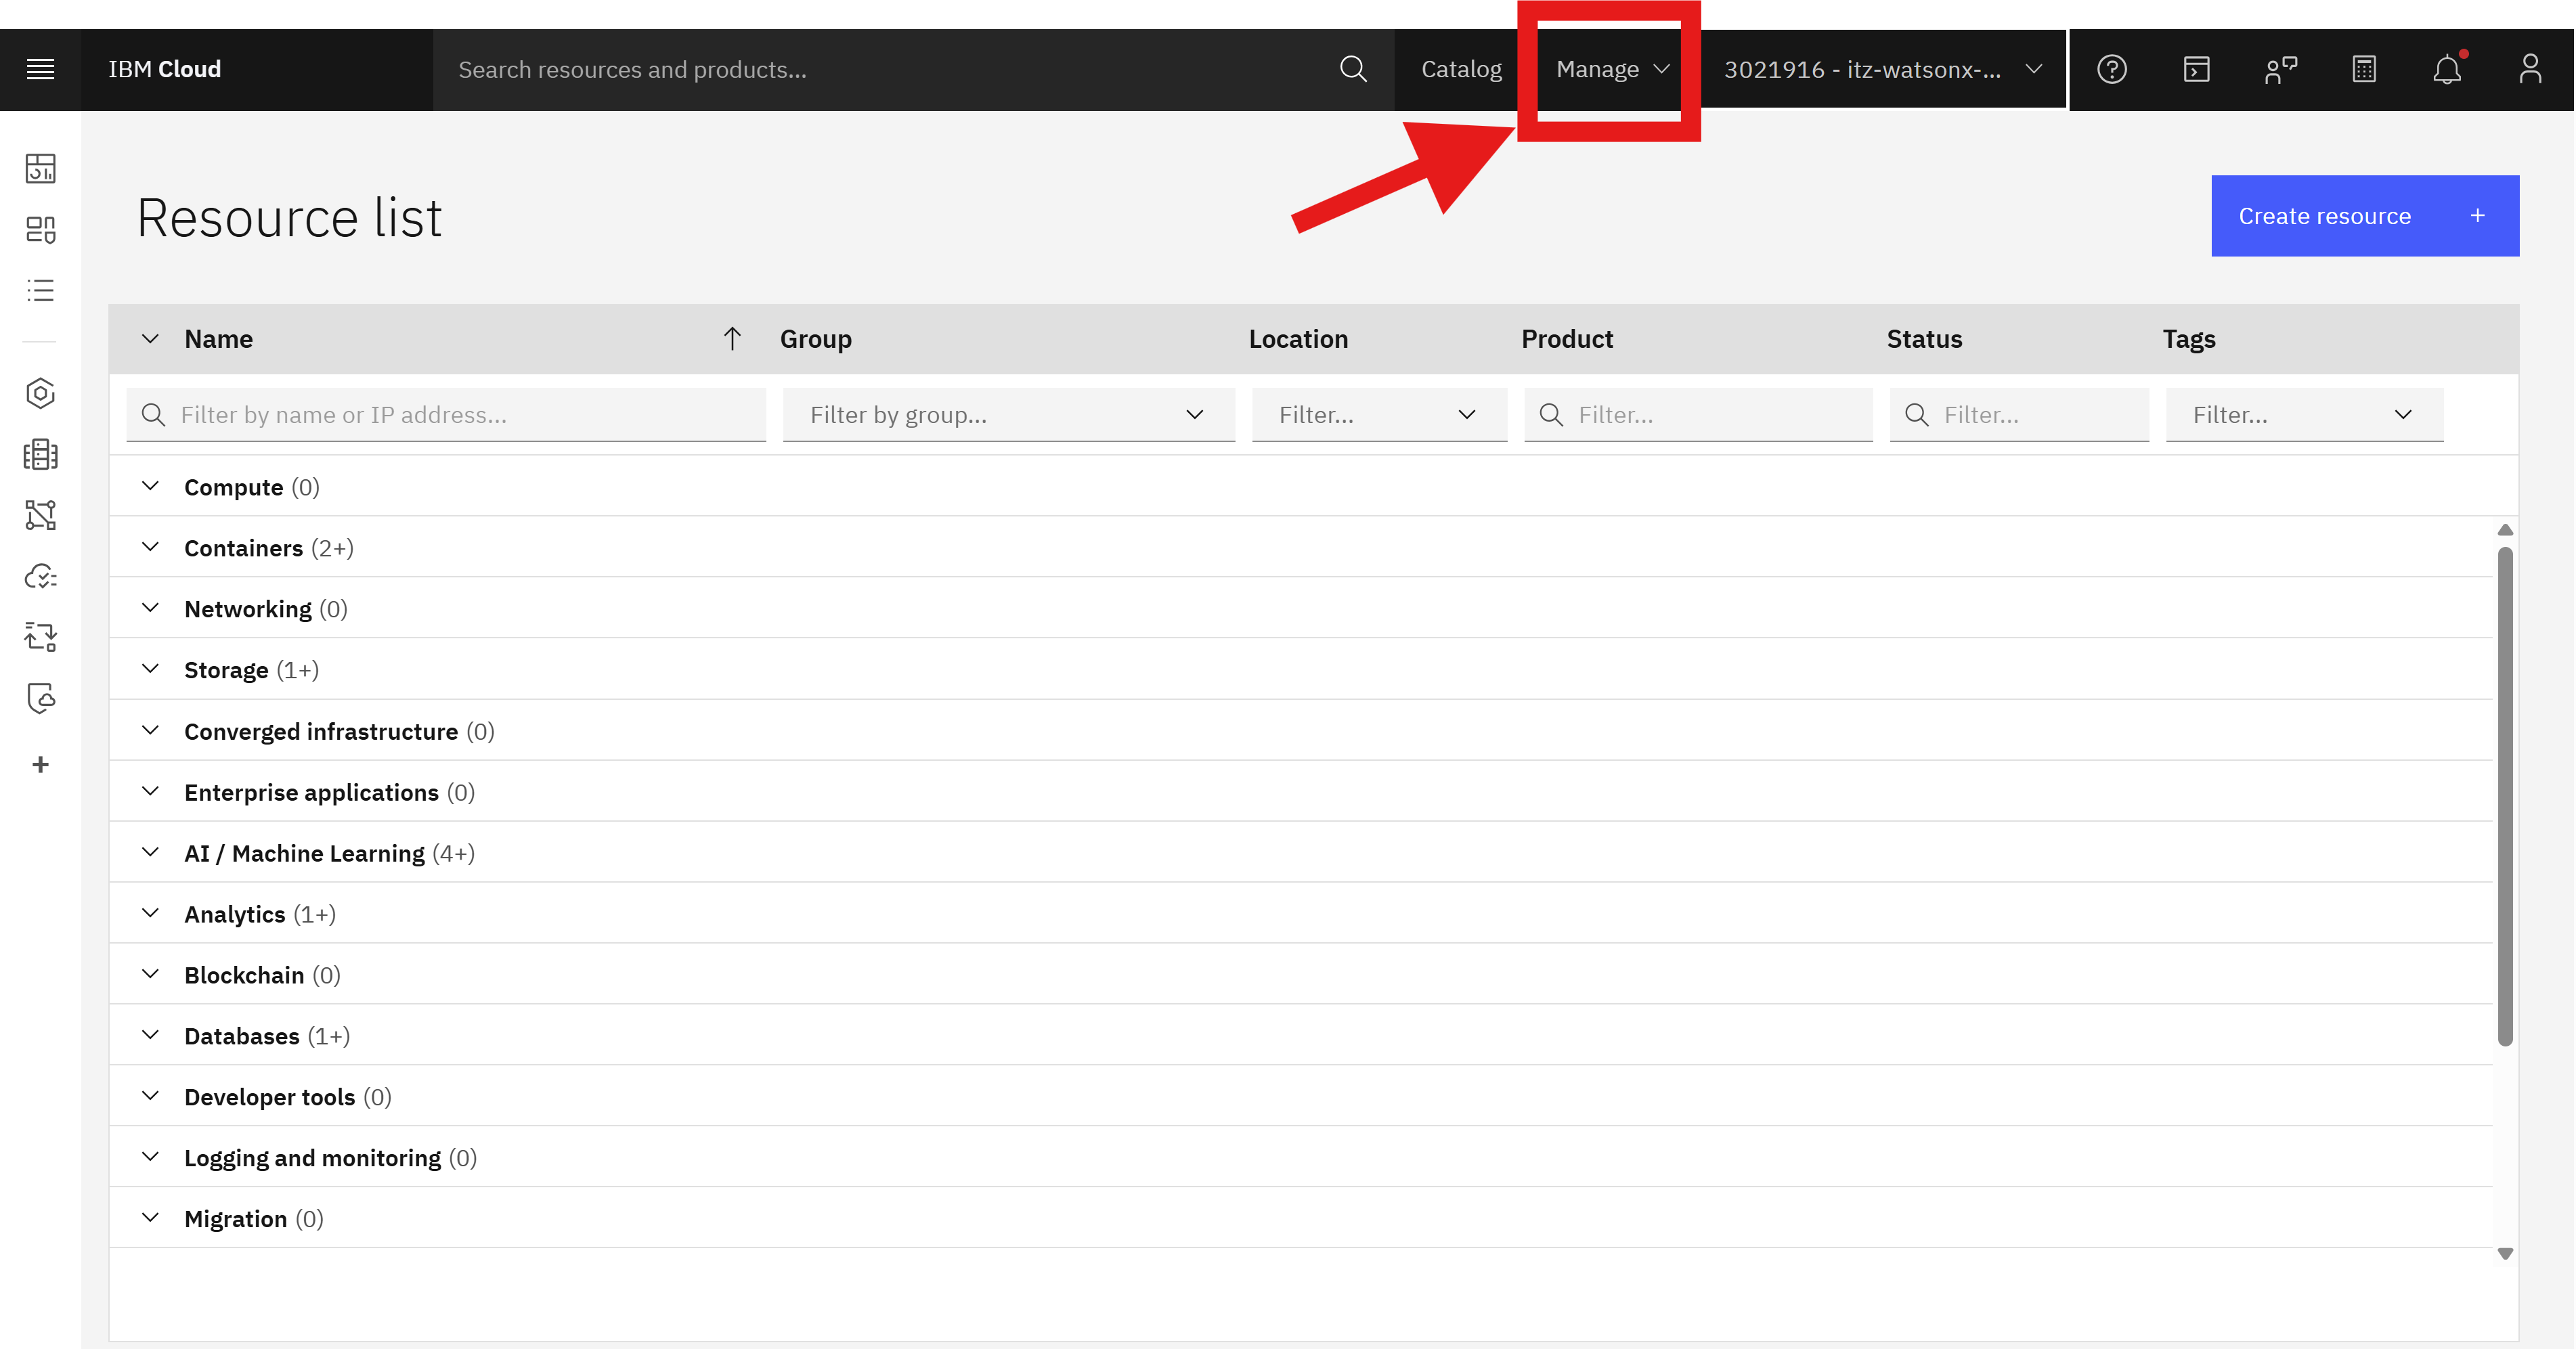 IBM Cloud
Search resources and products...
Catalog
Manage
3021916 - itz-watsonx-...
Resource list
Create resource +
Name
Group
Location
Product
Status
Tags
Filter by name or IP address...
Filter by group...
Filter...
Filter...
Filter...
Filter...
Compute (0)
Containers (2+)
Networking (0)
Storage (1+)
Converged infrastructure (0)
Enterprise applications (0)
AI / Machine Learning (4+)
Analytics (1+)
Blockchain (0)
Databases (1+)
Developer tools (0)
Logging and monitoring (0)
Migration (0)